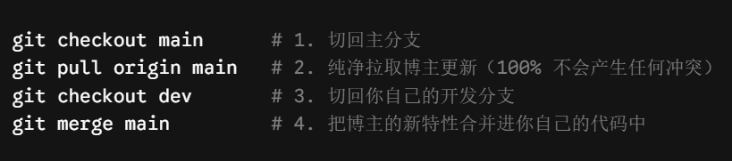 git checkout main # 1. 切回主分支
git pull origin main # 2. 纯净拉取博主更新（100% 不会产生任何冲突）
git checkout dev # 3. 切回你自己的开发分支
git merge main # 4. 把博主的新特性合并进你自己的代码中